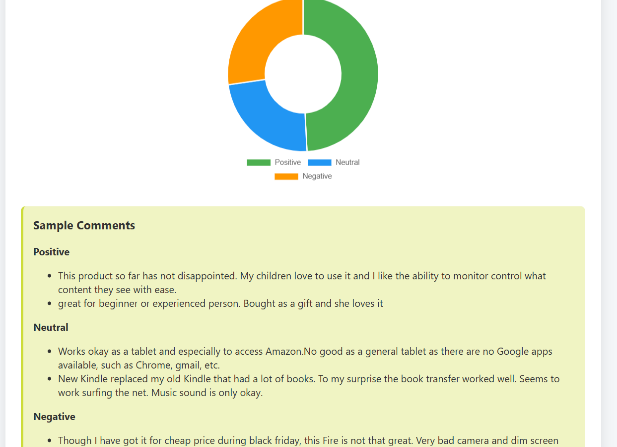 Positive Neutral
Negative
Sample Comments
Positive
This product so far has not disappointed. My children love to use it and I like the ability to monitor control what
content they see with ease.
great for beginner or experienced person. Bought as a gift and she loves it
Neutral
Works okay as a tablet and especially to access Amazon.No good as a general tablet as there are no Google apps
available, such as Chrome, gmail, etc.
New Kindle replaced my old Kindle that had a lot of books. To my surprise the book transfer worked well. Seems to
work surfing the net. Music sound is only okay.
Negative
Though I have got it for cheap price during black friday, this Fire is not that great. Very bad camera and dim screen